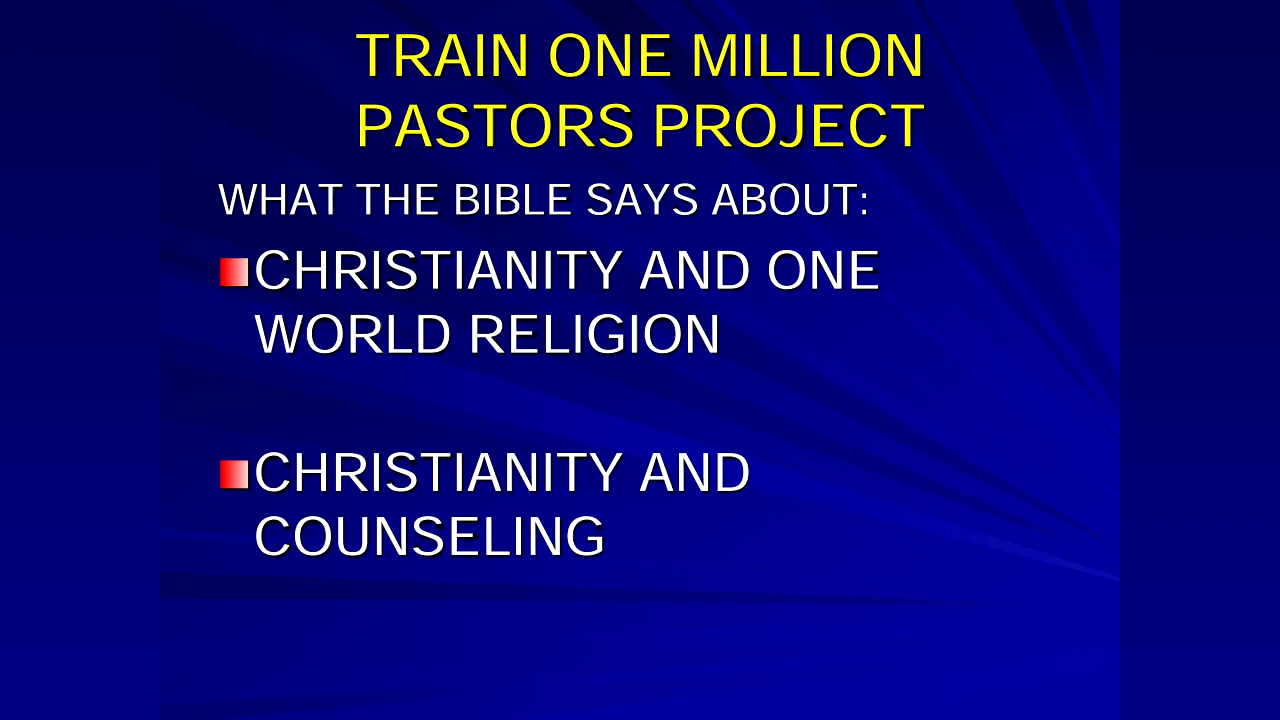 TRAIN ONE MILLION
PASTORS PROJECT
WHAT THE BIBLE SAYS ABOUT:
CHRISTIANITY AND ONE
WORLD RELIGION
CHRISTIANITY AND
COUNSELING